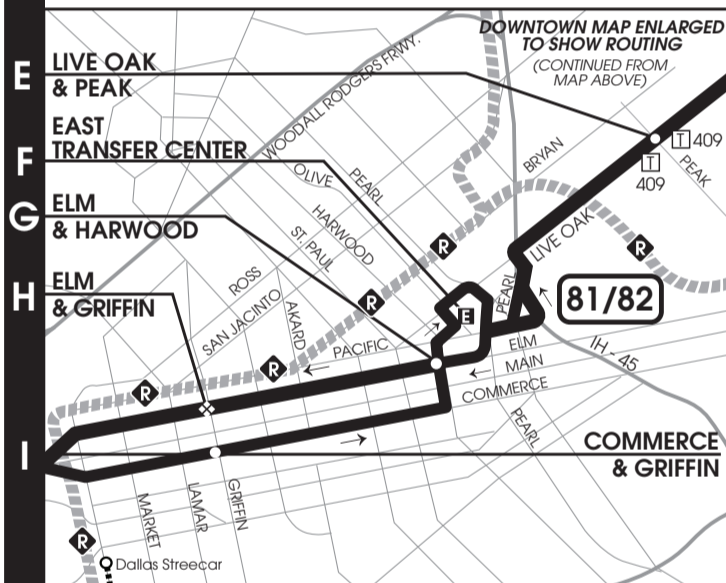 DOWNTOWN MAP ENLARGED
TO SHOW ROUTING
(CONTINUED FROM
MAP ABOVE)
E
LIVE OAK
& PEAK
F
EAST
TRANSFER CENTER
G
ELM
& HARWOOD
H
ELM
& GRIFFIN
I
COMMERCE
& GRIFFIN
WOODALL RODGERS FRWY.
OLIVE
PEARL
HARWOOD
ST. PAUL
ROSS
SAN JACINTO
AKARD
PACIFIC
BRYAN
T 409
T
409
PEAK
LIVE OAK
PEARL
81/82
E
ELM
MAIN
COMMERCE
IH - 45
PEARL
R
R
R
R
R
R
MARKET
LAMAR
GRIFFIN
Dallas Streecar